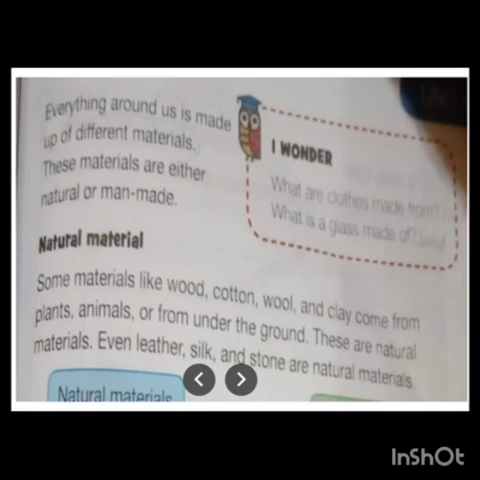 Everything around us is made
up of different materials.
These materials are either
natural or man-made.
I WONDER
What are clothes made from?
What is a glass made of?
Natural material
Some materials like wood, cotton, wool, and clay come from
plants, animals, or from under the ground. These are natural
materials. Even leather, silk, and stone are natural materials.
Natural materials
InShOt